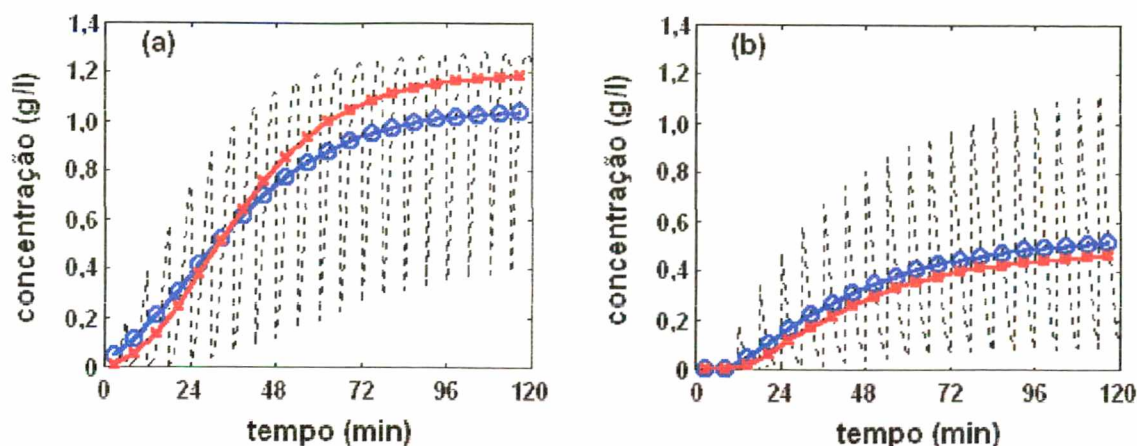 (a)
concentração (g/l)
1,4
1,2
1,0
0,8
0,6
0,4
0,2
0
0 24 48 72 96 120
tempo (min)
(b)
concentração (g/l)
1,4
1,2
1,0
0,8
0,6
0,4
0,2
0
0 24 48 72 96 120
tempo (min)